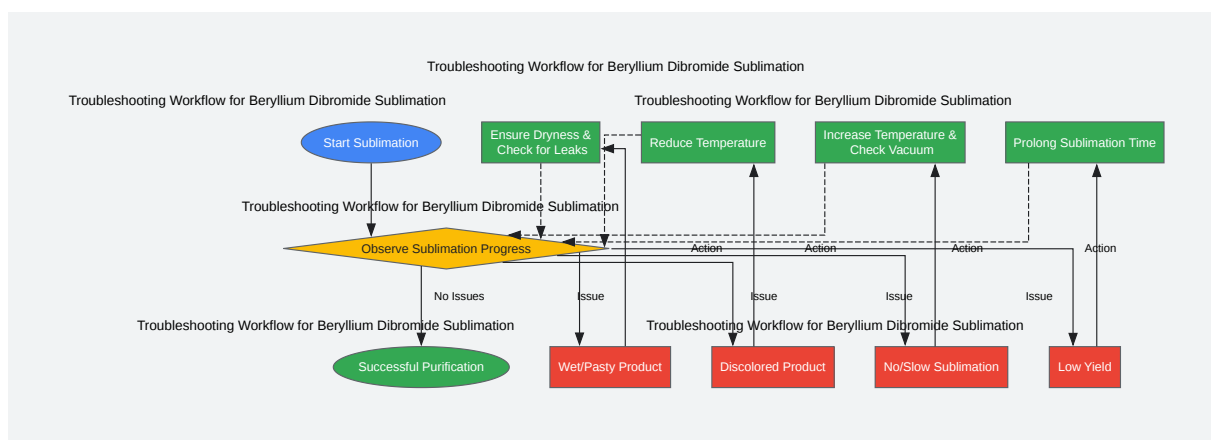 Troubleshooting Workflow for Beryllium Dibromide Sublimation
Troubleshooting Workflow for Beryllium Dibromide Sublimation
Troubleshooting Workflow for Beryllium Dibromide Sublimation
Start Sublimation
Ensure Dryness &
Check for Leaks
Reduce Temperature
Increase Temperature &
Check Vacuum
Prolong Sublimation Time
Troubleshooting Workflow for Beryllium Dibromide Sublimation
Observe Sublimation Progress
Action
Action
Action
Action
No Issues
Issue
Issue
Issue
Issue
Troubleshooting Workflow for Beryllium Dibromide Sublimation
Troubleshooting Workflow for Beryllium Dibromide Sublimation
Successful Purification
Wet/Pasty Product
Discolored Product
No/Slow Sublimation
Low Yield